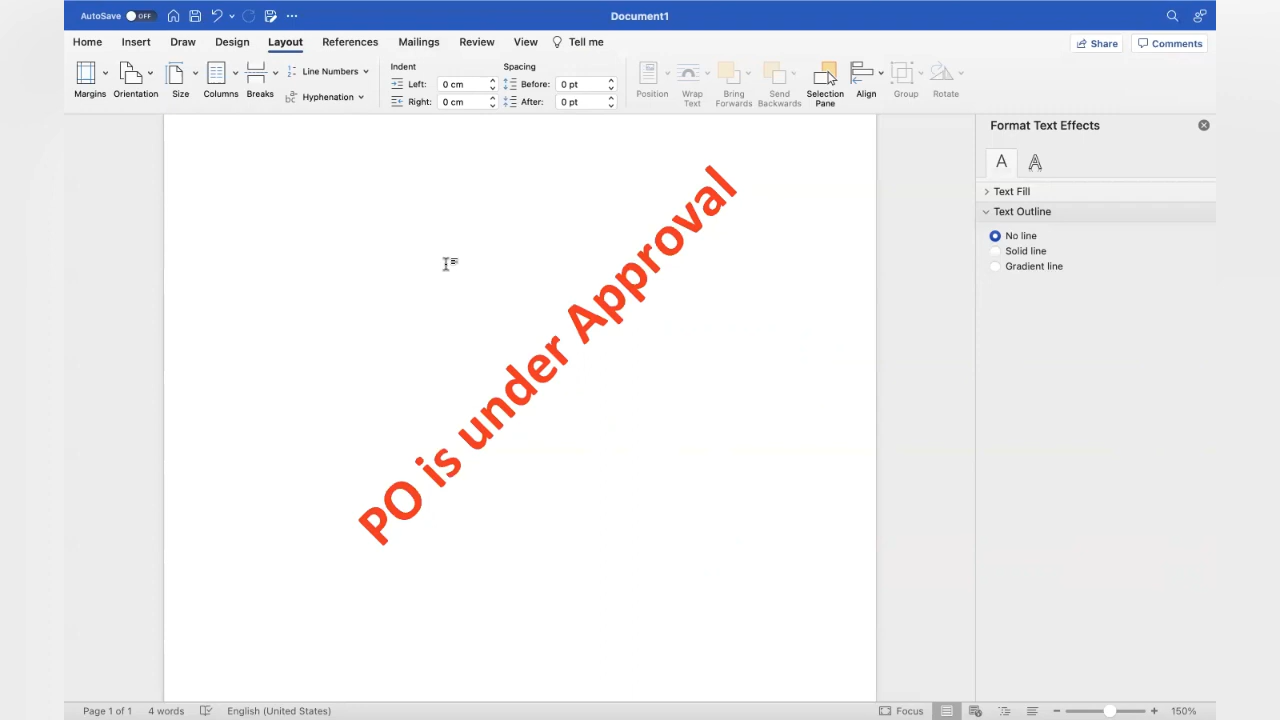 AutoSave OFF
Document1
Home Insert Draw Design Layout References Mailings Review View Tell me
Share Comments
Margins Orientation Size Columns Breaks
Line Numbers
Hyphenation
Indent
Left: 0 cm
Right: 0 cm
Spacing
Before: 0 pt
After: 0 pt
Position
Wrap Text
Bring Forwards
Send Backwards
Selection Pane
Align
Group
Rotate
PO is under Approval
Format Text Effects
A A
Text Fill
Text Outline
No line
Solid line
Gradient line
Page 1 of 1 4 words English (United States) Focus 150%